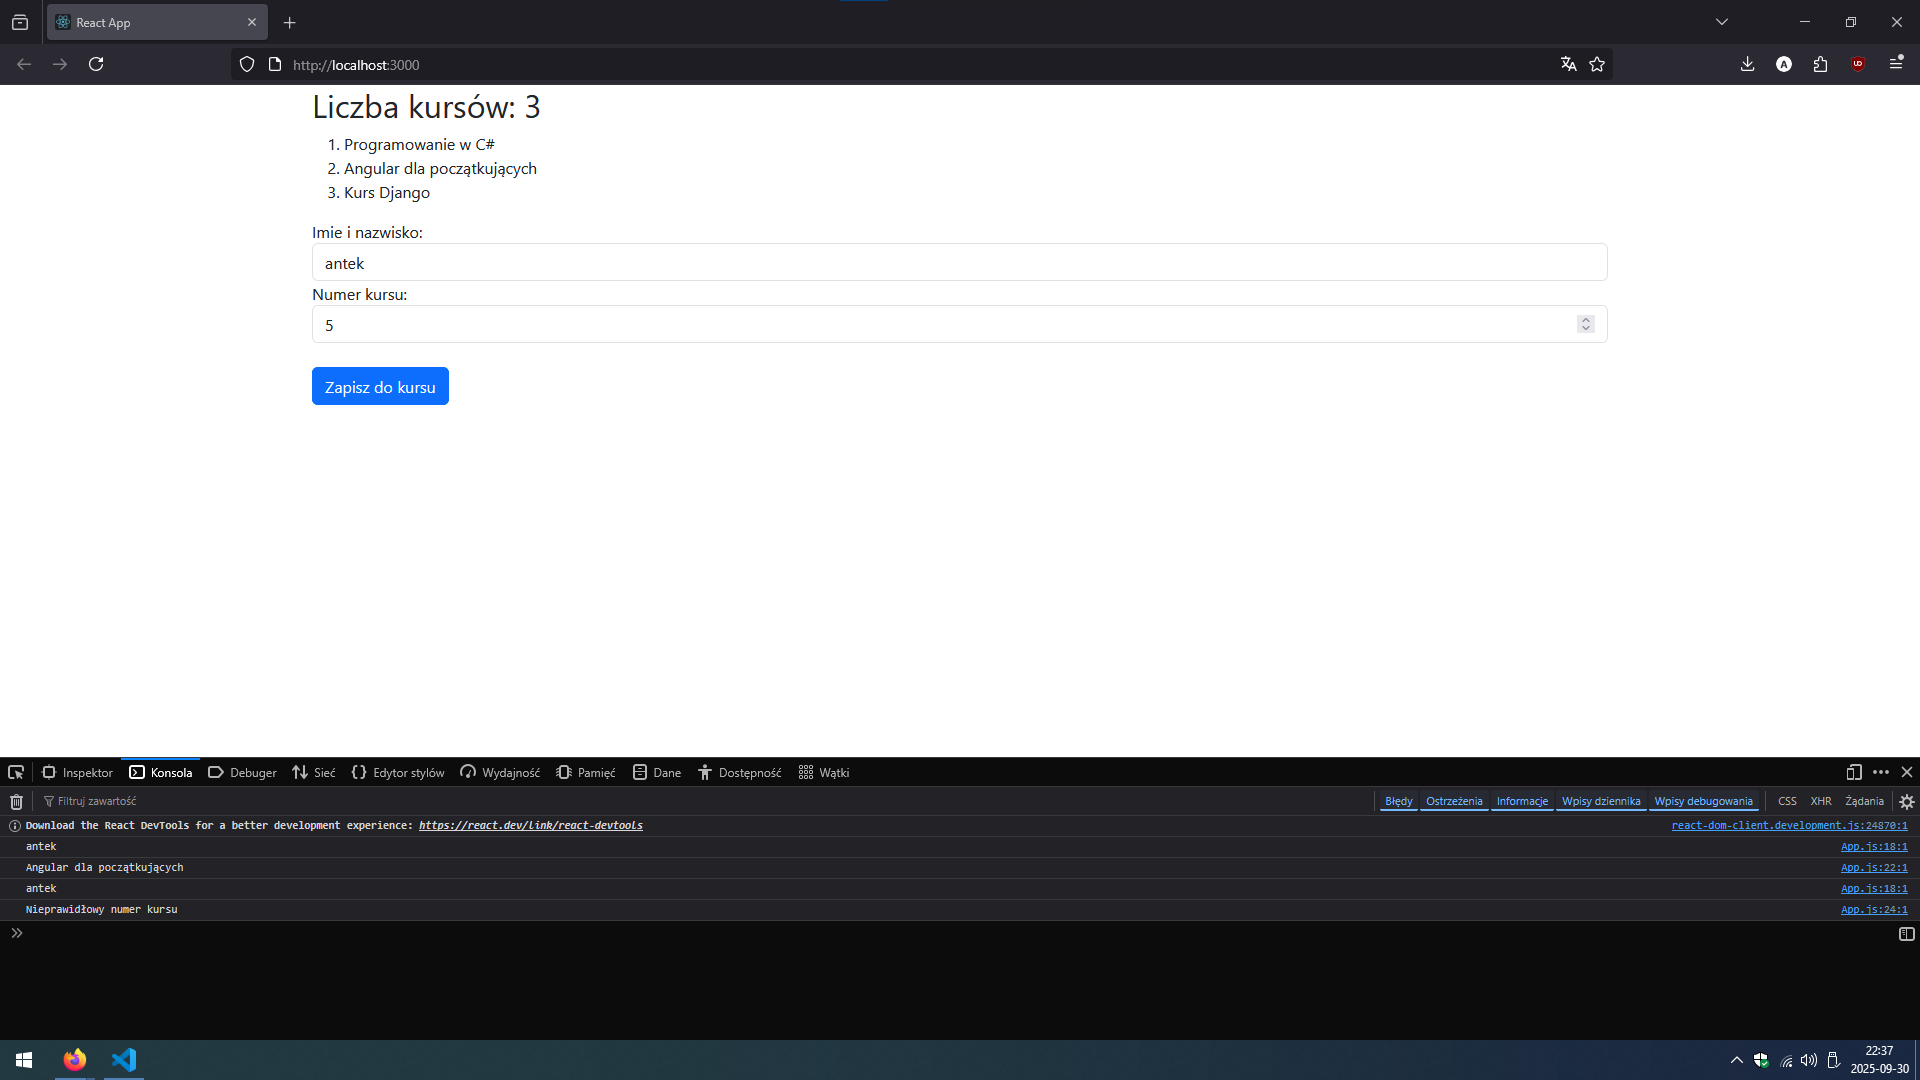 React App
http://localhost:3000
Liczba kursów: 3
1. Programowanie w C#
2. Angular dla początkujących
3. Kurs Django
Imie i nazwisko:
antek
Numer kursu:
5
Zapisz do kursu
Inspektor Konsola Debuger Sieć Edytor stylów Wydajność Pamięć Dane Dostępność Wątki
Filtruj zawartość Błędy Ostrzeżenia Informacje Wpisy dziennika Wpisy debugowania CSS XHR Żądania
Download the React DevTools for a better development experience: https://react.dev/link/react-devtools react-dom-client.development.js:24870:1
antek App.js:18:1
Angular dla początkujących App.js:22:1
antek App.js:18:1
Nieprawidłowy numer kursu App.js:24:1
22:37
2025-09-30